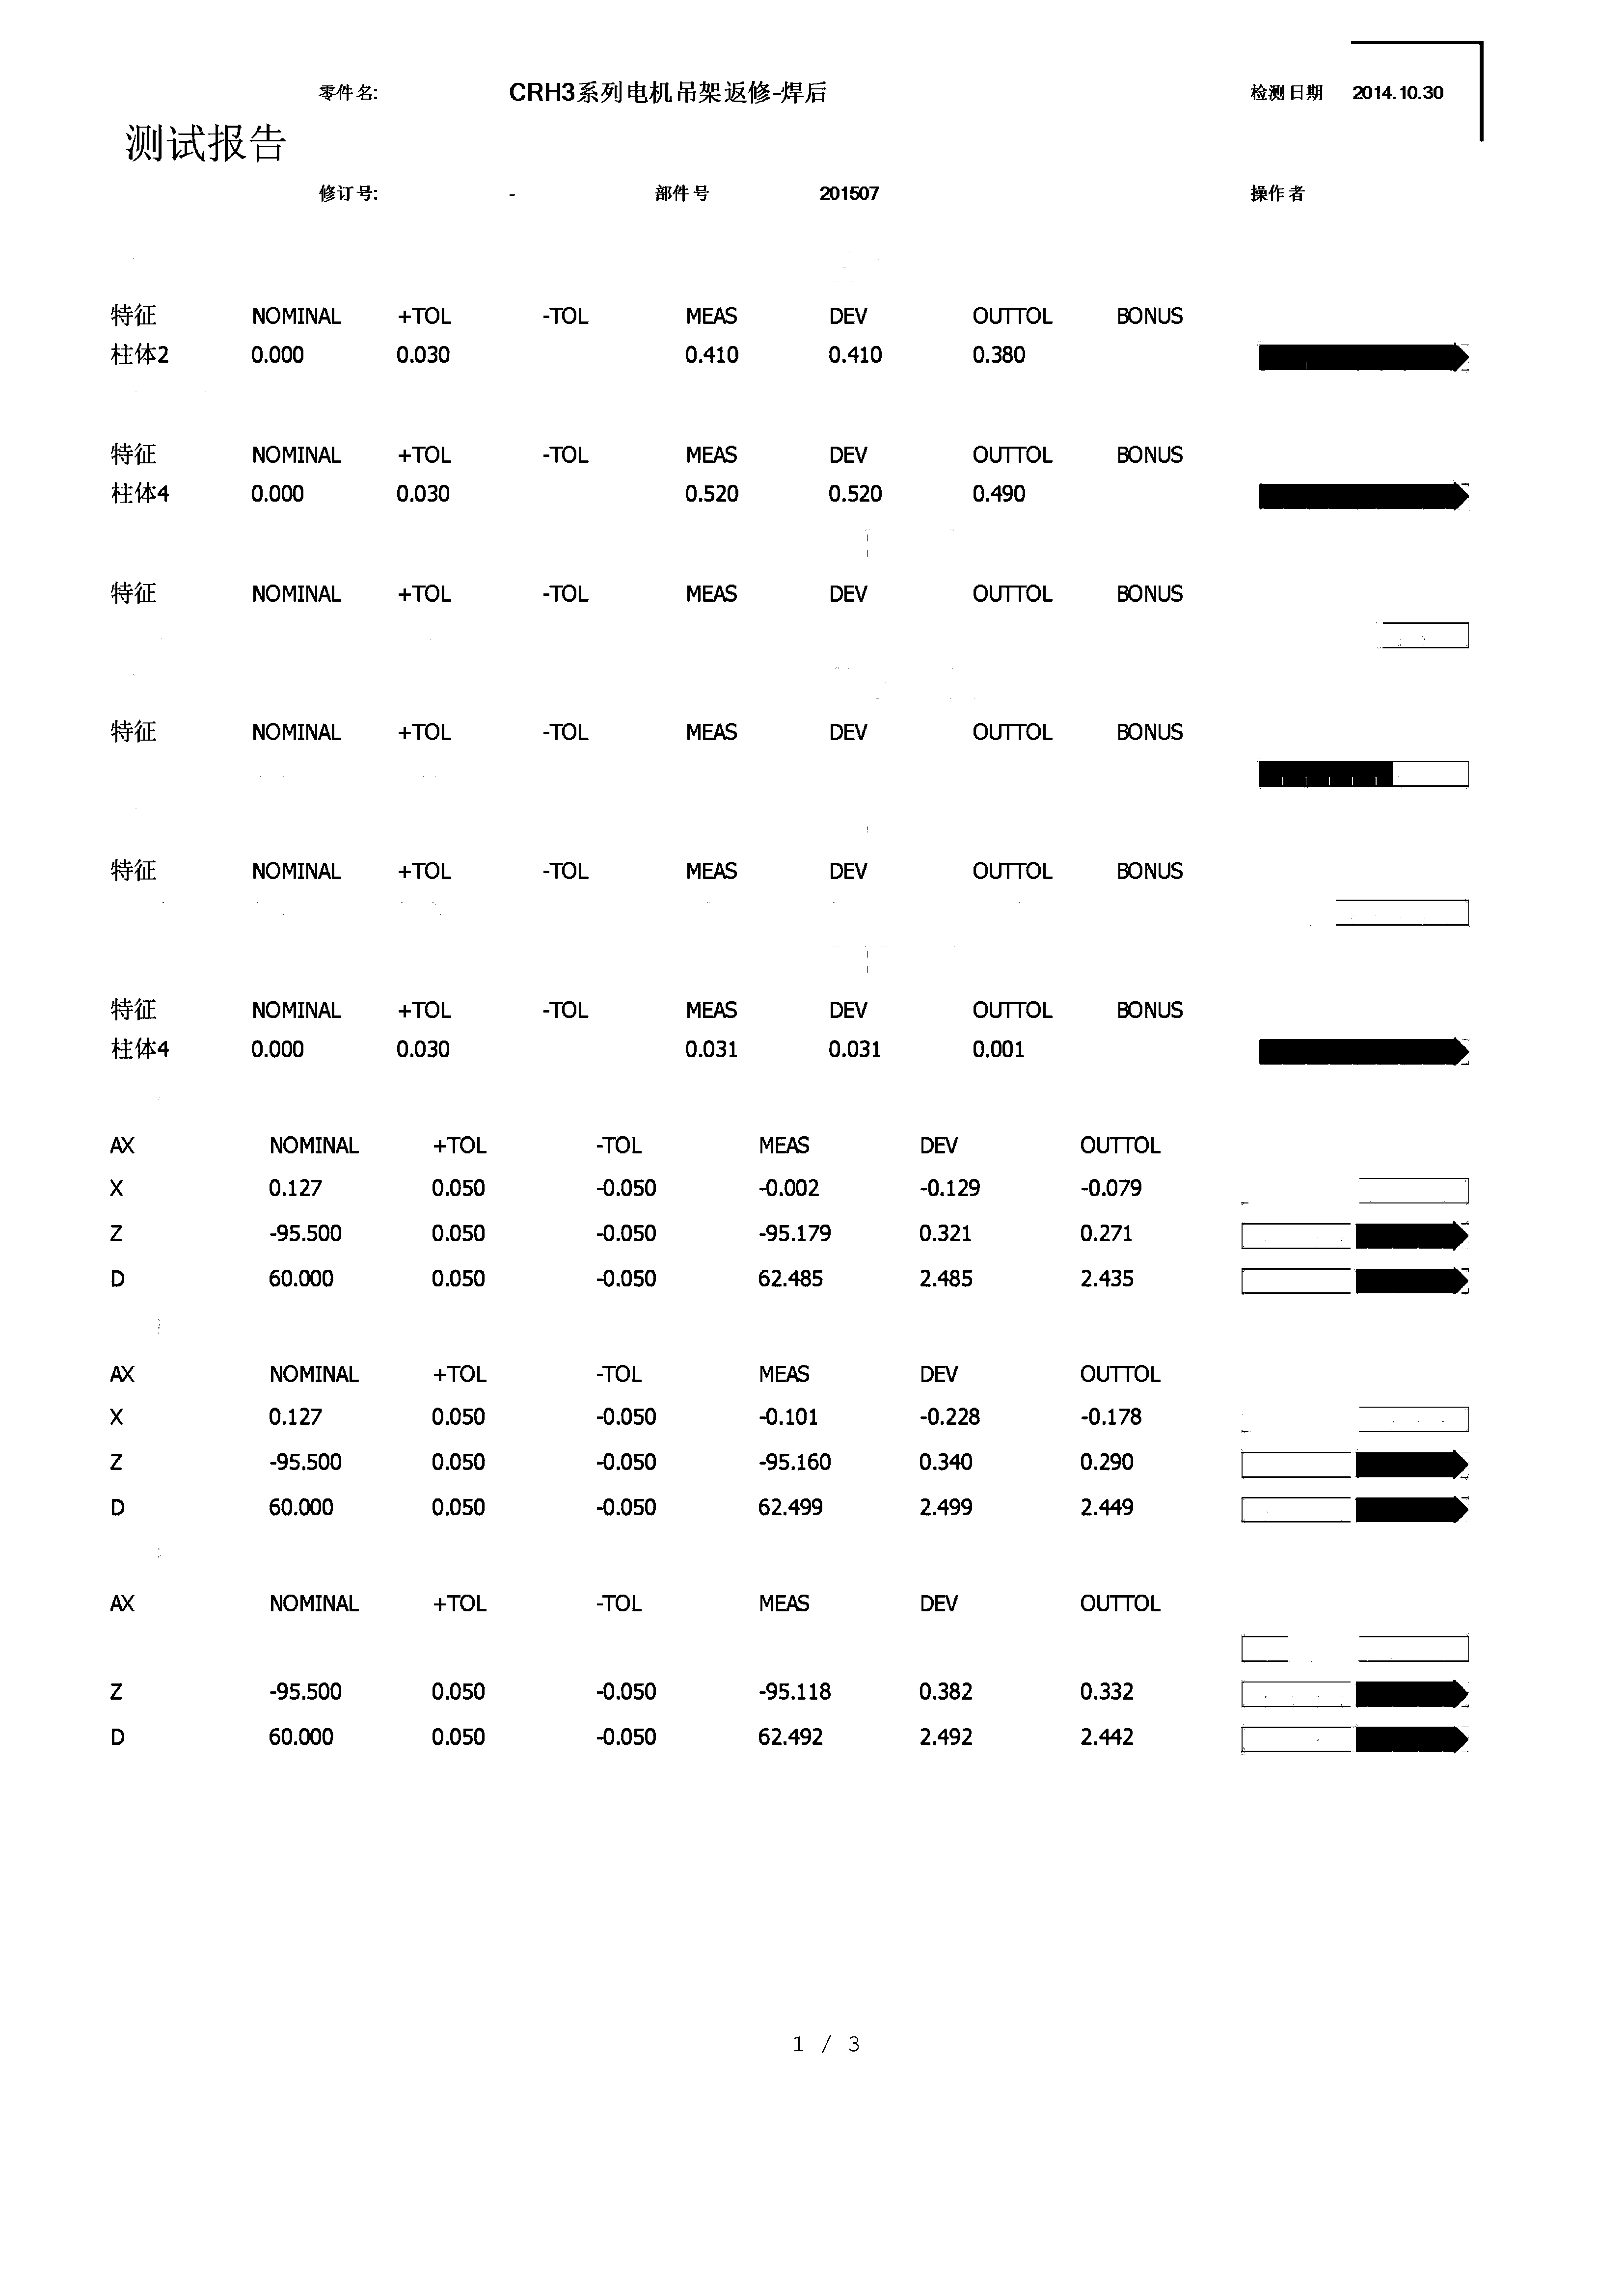 零件名: CRH3系列电机吊架返修-焊后 检测日期 2014.10.30
测试报告
修订号: - 部件号 201507 操作者
特征 NOMINAL +TOL -TOL MEAS DEV OUTTOL BONUS
柱体2 0.000 0.030 0.410 0.410 0.380
特征 NOMINAL +TOL -TOL MEAS DEV OUTTOL BONUS
柱体4 0.000 0.030 0.520 0.520 0.490
特征 NOMINAL +TOL -TOL MEAS DEV OUTTOL BONUS
特征 NOMINAL +TOL -TOL MEAS DEV OUTTOL BONUS
特征 NOMINAL +TOL -TOL MEAS DEV OUTTOL BONUS
特征 NOMINAL +TOL -TOL MEAS DEV OUTTOL BONUS
柱体4 0.000 0.030 0.031 0.031 0.001
AX NOMINAL +TOL -TOL MEAS DEV OUTTOL
X 0.127 0.050 -0.050 -0.002 -0.129 -0.079
Z -95.500 0.050 -0.050 -95.179 0.321 0.271
D 60.000 0.050 -0.050 62.485 2.485 2.435
AX NOMINAL +TOL -TOL MEAS DEV OUTTOL
X 0.127 0.050 -0.050 -0.101 -0.228 -0.178
Z -95.500 0.050 -0.050 -95.160 0.340 0.290
D 60.000 0.050 -0.050 62.499 2.499 2.449
AX NOMINAL +TOL -TOL MEAS DEV OUTTOL
Z -95.500 0.050 -0.050 -95.118 0.382 0.332
D 60.000 0.050 -0.050 62.492 2.492 2.442
1 / 3